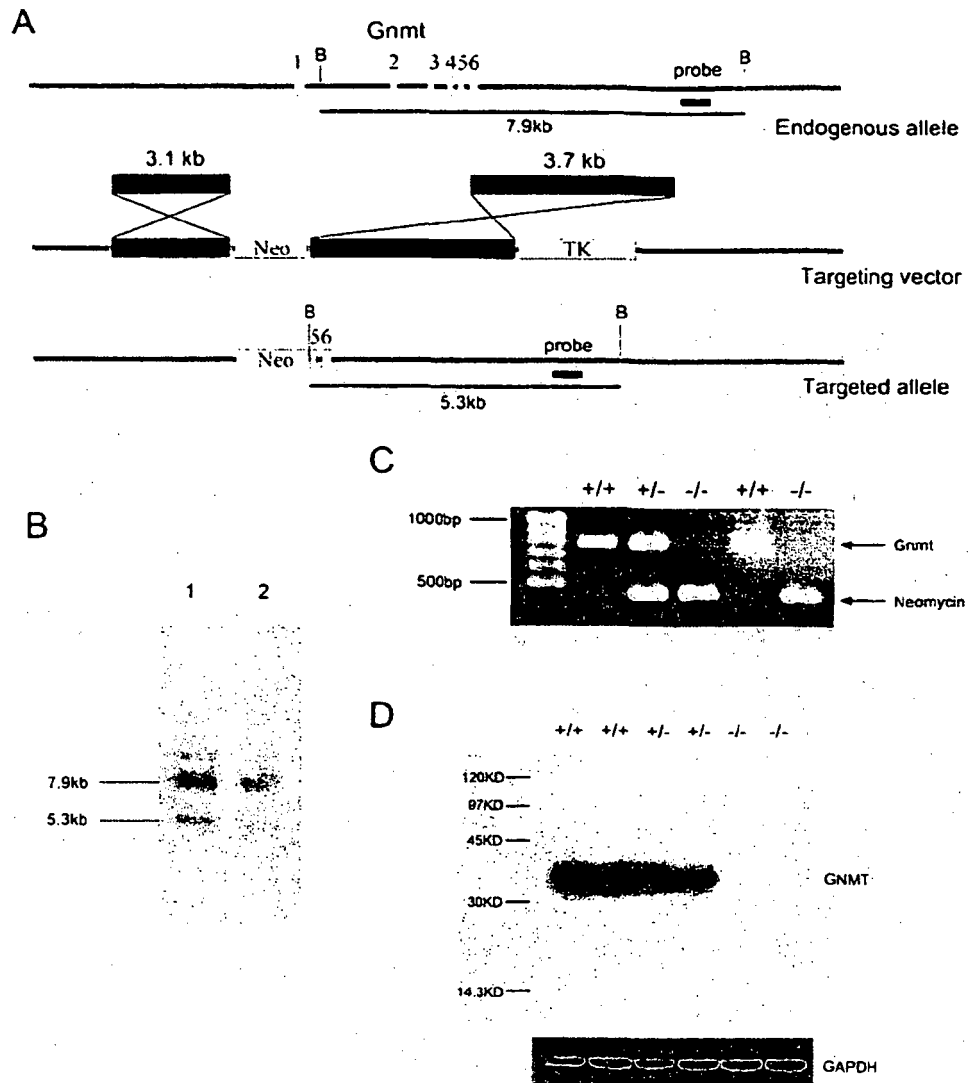 A
Gnmt
1 B 2 3 456 B
probe
7.9kb
Endogenous allele
3.1 kb 3.7 kb
Neo TK
Targeting vector
B 56 B
probe
Neo
5.3kb
Targeted allele
C
+/+ +/- -/- +/+ -/-
1000bp
500bp
Gnmt
Neomycin
B
1 2
7.9kb
5.3kb
D
+/+ +/+ +/- +/- -/- -/-
120KD
97KD
45KD
30KD
14.3KD
GNMT
GAPDH